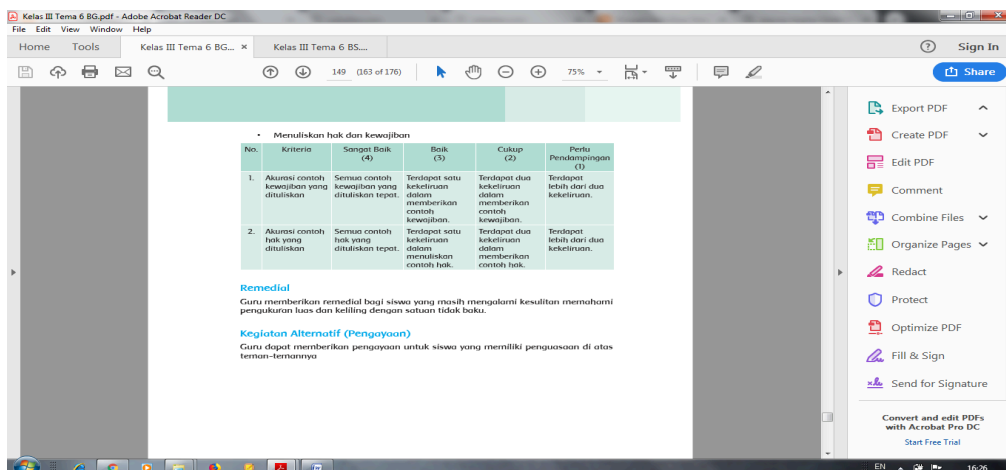 Kelas III Tema 6 BG.pdf - Adobe Acrobat Reader DC
File Edit View Window Help
Home Tools Kelas III Tema 6 BG... × Kelas III Tema 6 BS.... Sign In
149 (163 of 176) 75% Share
• Menuliskan hak dan kewajiban
No. Kriteria Sangat Baik Baik Cukup Perlu
(4) (3) (2) Pendampingan
(1)
1. Akurasi contoh Semua contoh Terdapat satu Terdapat dua Terdapat
kewajiban yang kewajiban yang kekeliruan kekeliruan lebih dari dua
dituliskan dituliskan tepat. dalam dalam kekeliruan.
memberikan memberikan
contoh contoh
kewajiban. kewajiban.
2. Akurasi contoh Semua contoh Terdapat satu Terdapat dua Terdapat
hak yang hak yang kekeliruan kekeliruan lebih dari dua
dituliskan dituliskan tepat. dalam dalam kekeliruan.
menuliskan memberikan
contoh hak. contoh hak.
Remedial
Guru memberikan remedial bagi siswa yang masih mengalami kesulitan memahami
pengukuran luas dan keliling dengan satuan tidak baku.
Kegiatan Alternatif (Pengayaan)
Guru dapat memberikan pengayaan untuk siswa yang memiliki penguasaan di atas
teman-temannya
Export PDF
Create PDF
Edit PDF
Comment
Combine Files
Organize Pages
Redact
Protect
Optimize PDF
Fill & Sign
Send for Signature
Convert and edit PDFs
with Acrobat Pro DC
Start Free Trial
EN 16:26